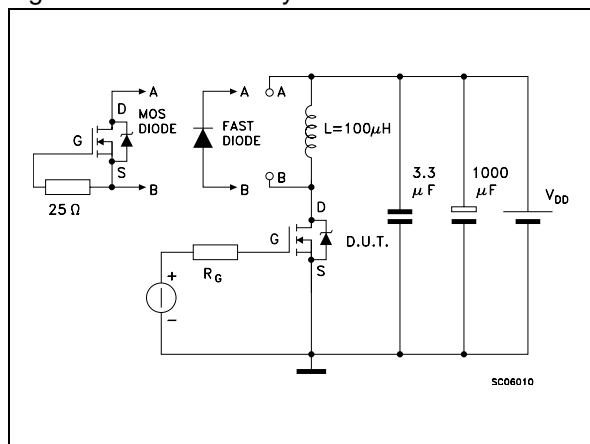 A
D
MOS
DIODE
G
S
B
25 Ω
A
FAST
DIODE
B
A
L=100μH
B
D
G
D.U.T.
S
RG
+
−
3.3
μF
1000
μF
VDD
SC06010